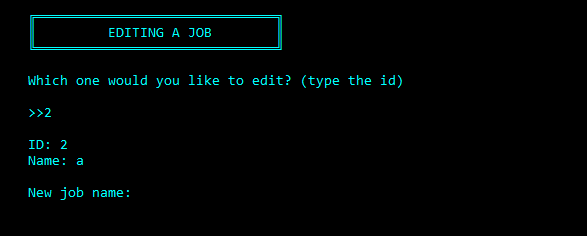 EDITING A JOB
Which one would you like to edit? (type the id)
>>2
ID: 2
Name: a
New job name: